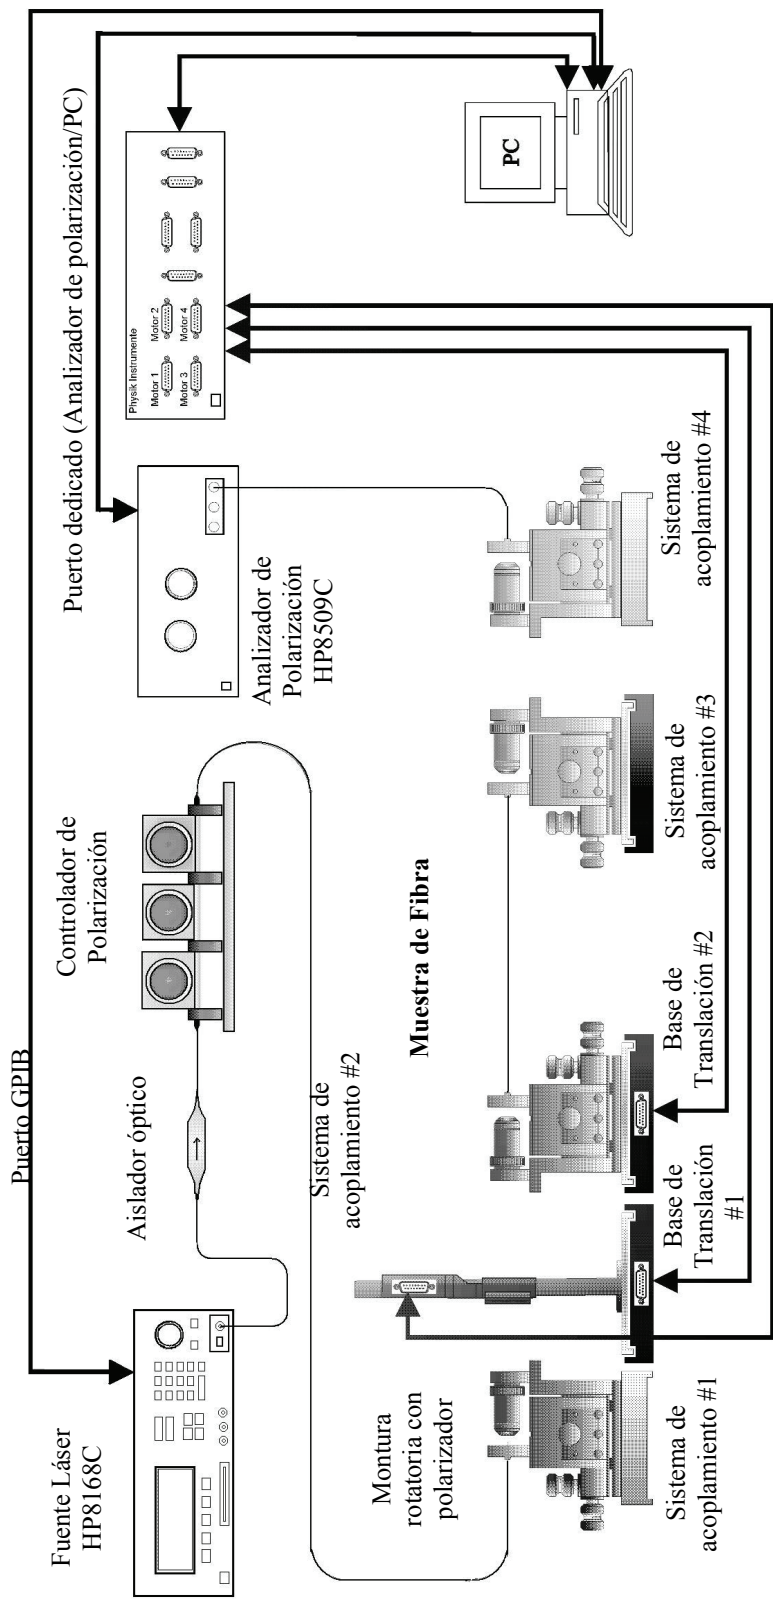 Puerto GPIB
Puerto dedicado (Analizador de polarización/PC)
Fuente Láser
HP8168C
Aislador óptico
Controlador de
Polarización
Analizador de
Polarización
HP8509C
Physik Instrumente
Motor 1
Motor 2
Motor 3
Motor 4
PC
Sistema de
acoplamiento #2
Muestra de Fibra
Montura
rotatoria con
polarizador
Sistema de
acoplamiento #1
Base de
Translación
#1
Base de
Translación #2
Sistema de
acoplamiento #3
Sistema de
acoplamiento #4